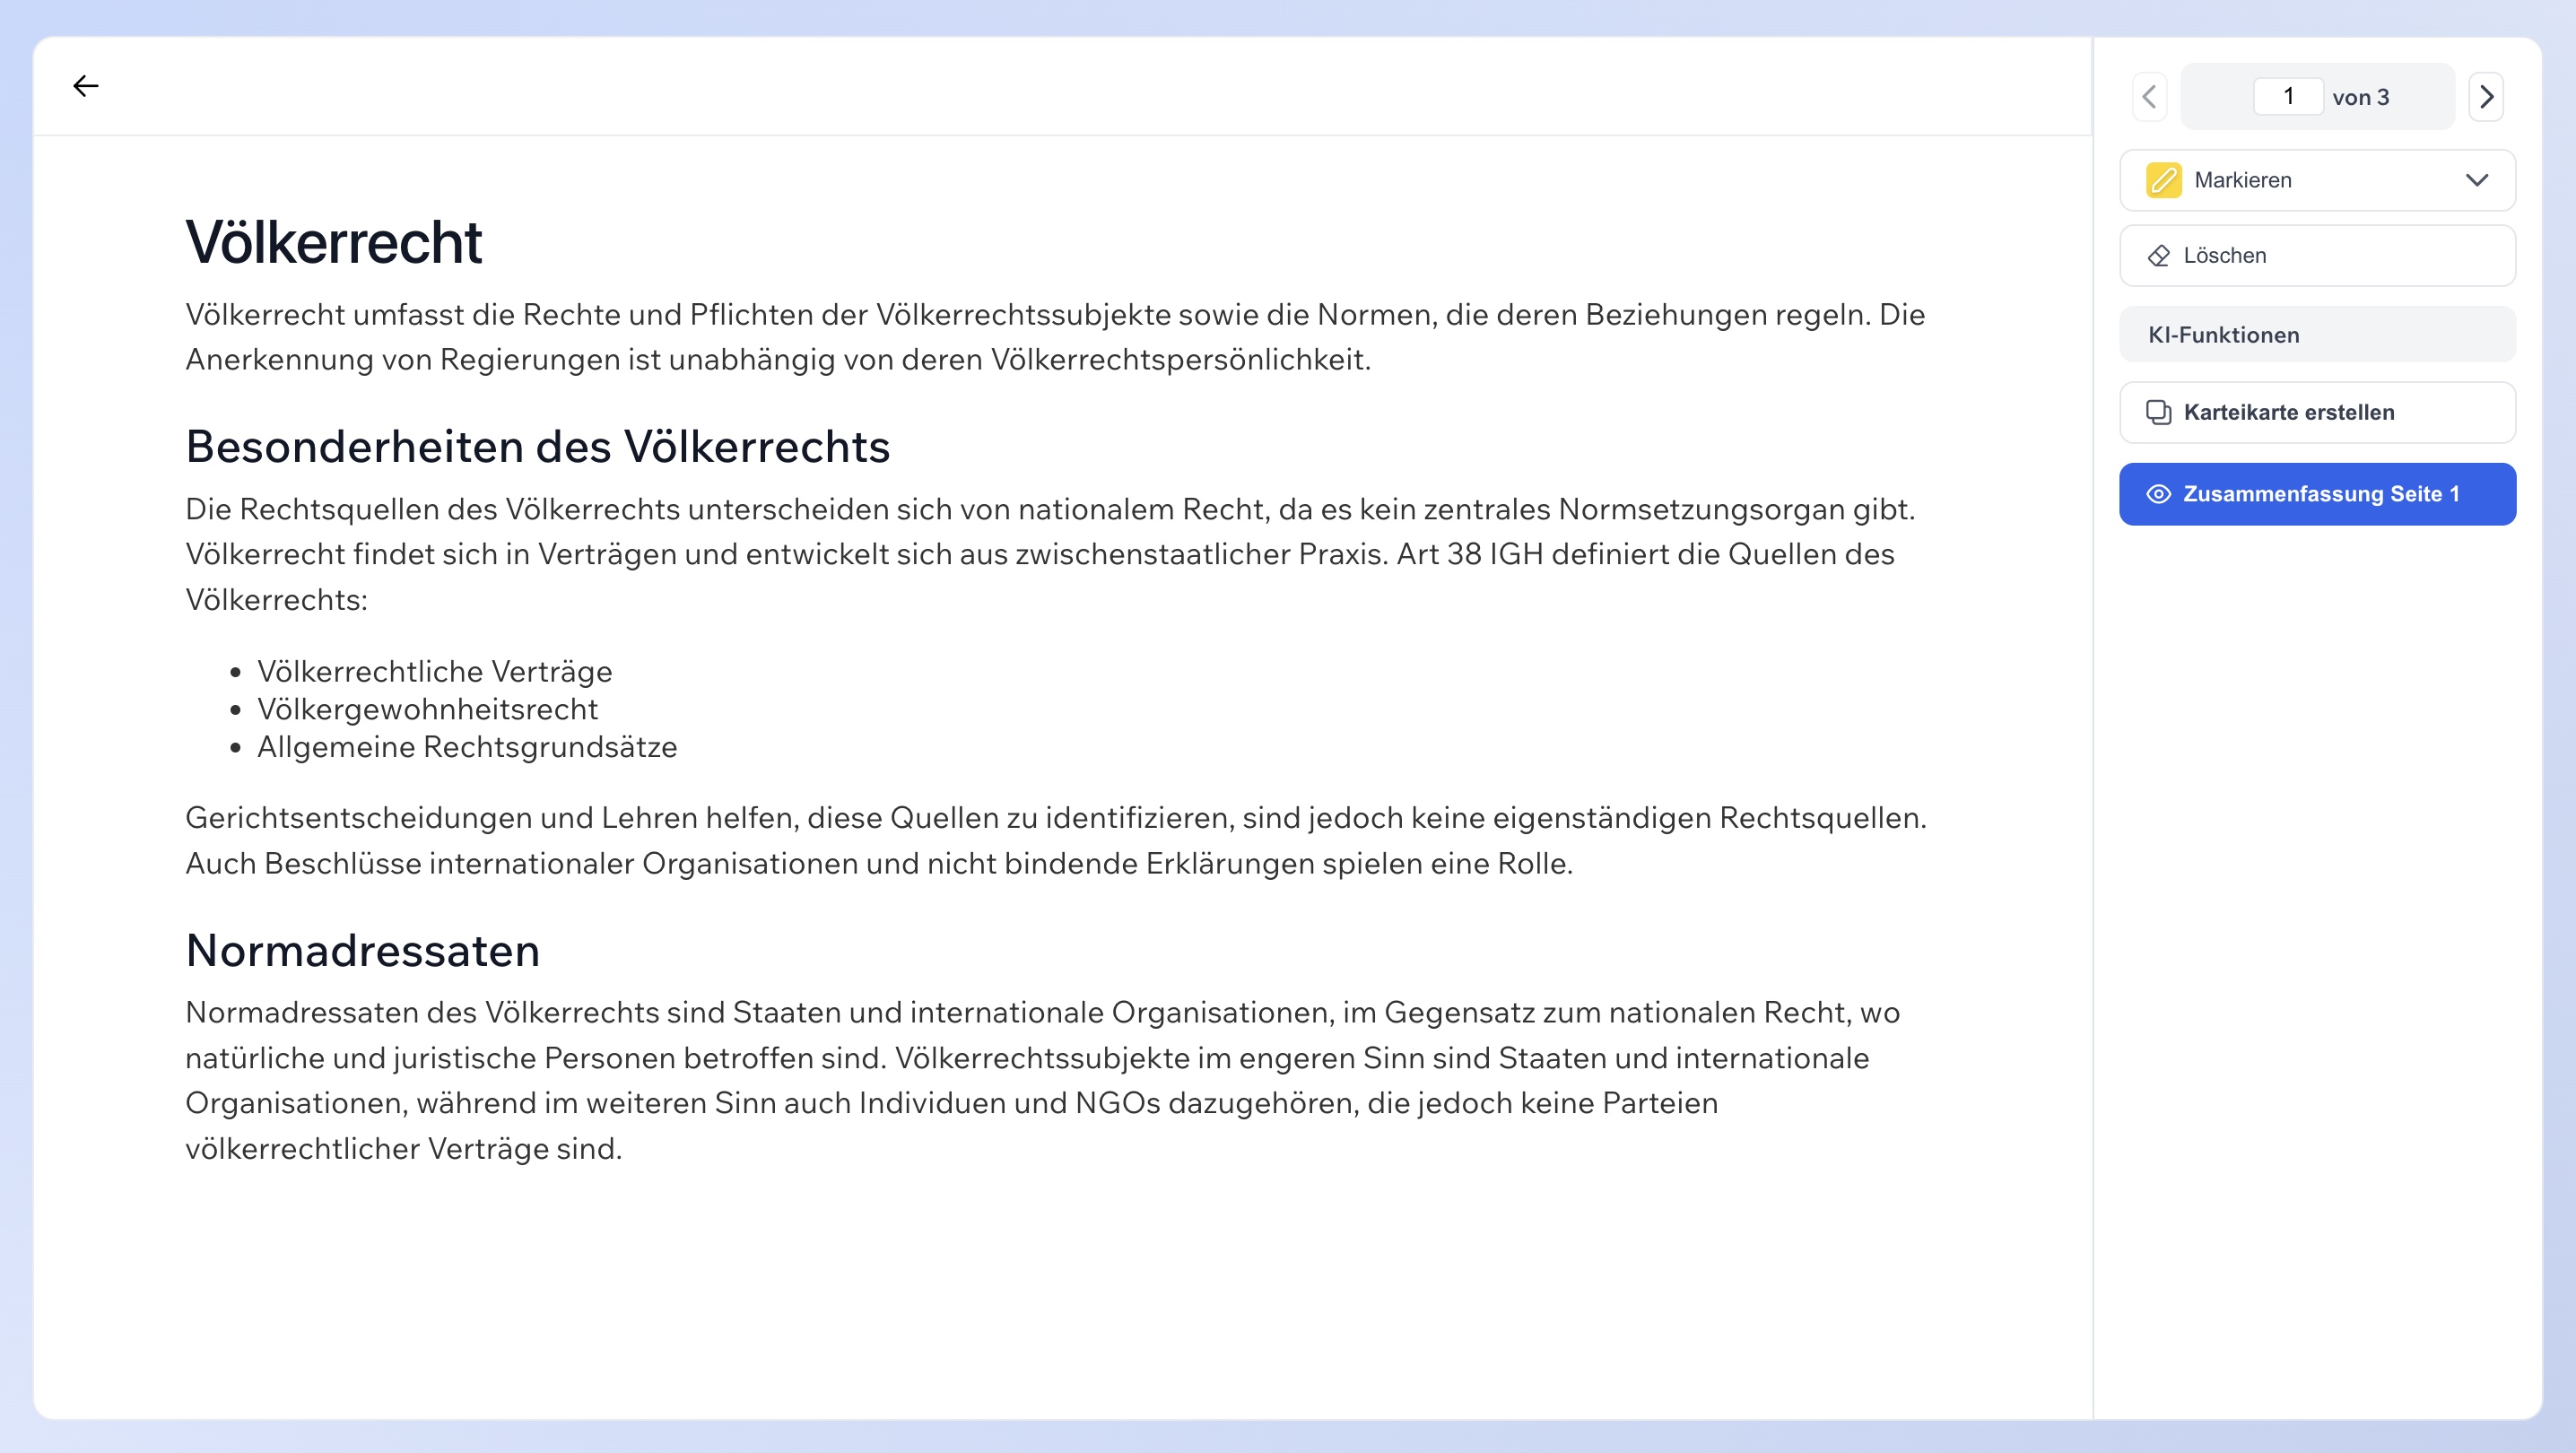 Völkerrecht
Völkerrecht umfasst die Rechte und Pflichten der Völkerrechtssubjekte sowie die Normen, die deren Beziehungen regeln. Die
Anerkennung von Regierungen ist unabhängig von deren Völkerrechtspersönlichkeit.
Besonderheiten des Völkerrechts
Die Rechtsquellen des Völkerrechts unterscheiden sich von nationalem Recht, da es kein zentrales Normsetzungsorgan gibt.
Völkerrecht findet sich in Verträgen und entwickelt sich aus zwischenstaatlicher Praxis. Art 38 IGH definiert die Quellen des
Völkerrechts:
• Völkerrechtliche Verträge
• Völkergewohnheitsrecht
• Allgemeine Rechtsgrundsätze
Gerichtsentscheidungen und Lehren helfen, diese Quellen zu identifizieren, sind jedoch keine eigenständigen Rechtsquellen.
Auch Beschlüsse internationaler Organisationen und nicht bindende Erklärungen spielen eine Rolle.
Normadressaten
Normadressaten des Völkerrechts sind Staaten und internationale Organisationen, im Gegensatz zum nationalen Recht, wo
natürliche und juristische Personen betroffen sind. Völkerrechtssubjekte im engeren Sinn sind Staaten und internationale
Organisationen, während im weiteren Sinn auch Individuen und NGOs dazugehören, die jedoch keine Parteien
völkerrechtlicher Verträge sind.
1 von 3
Markieren
Löschen
KI-Funktionen
Karteikarte erstellen
Zusammenfassung Seite 1